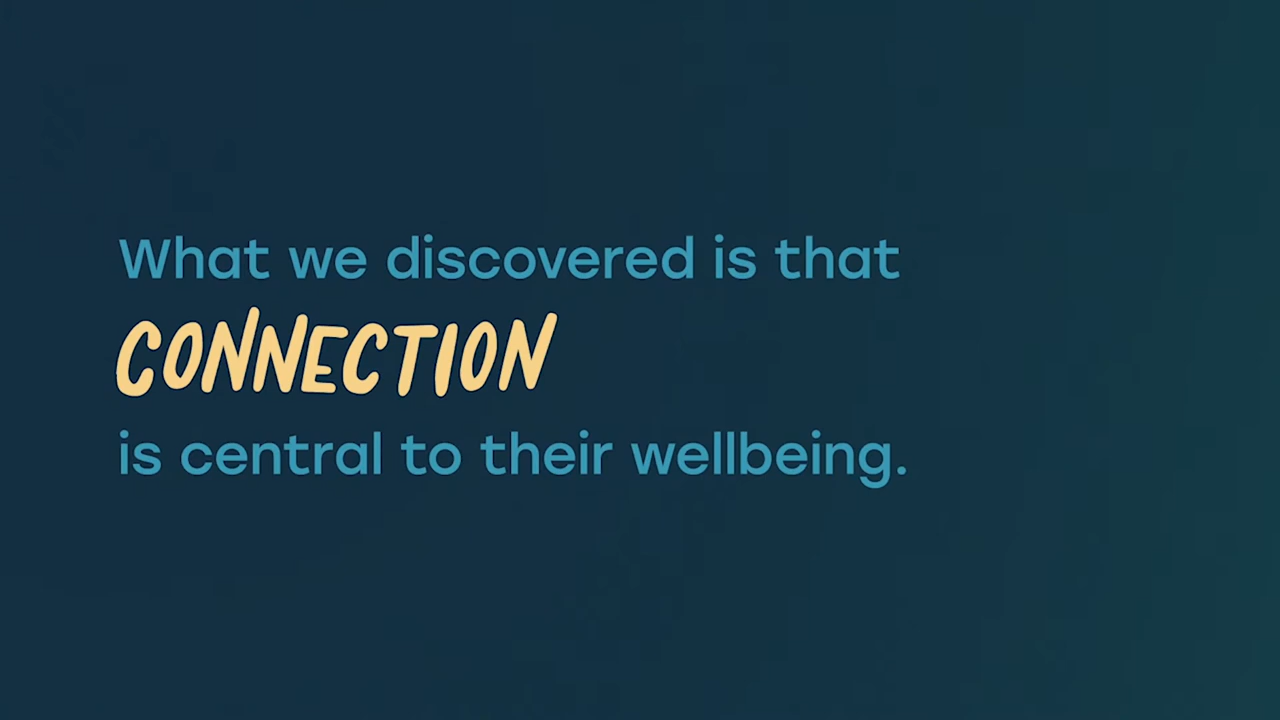 What we discovered is that
CONNECTION
is central to their wellbeing.